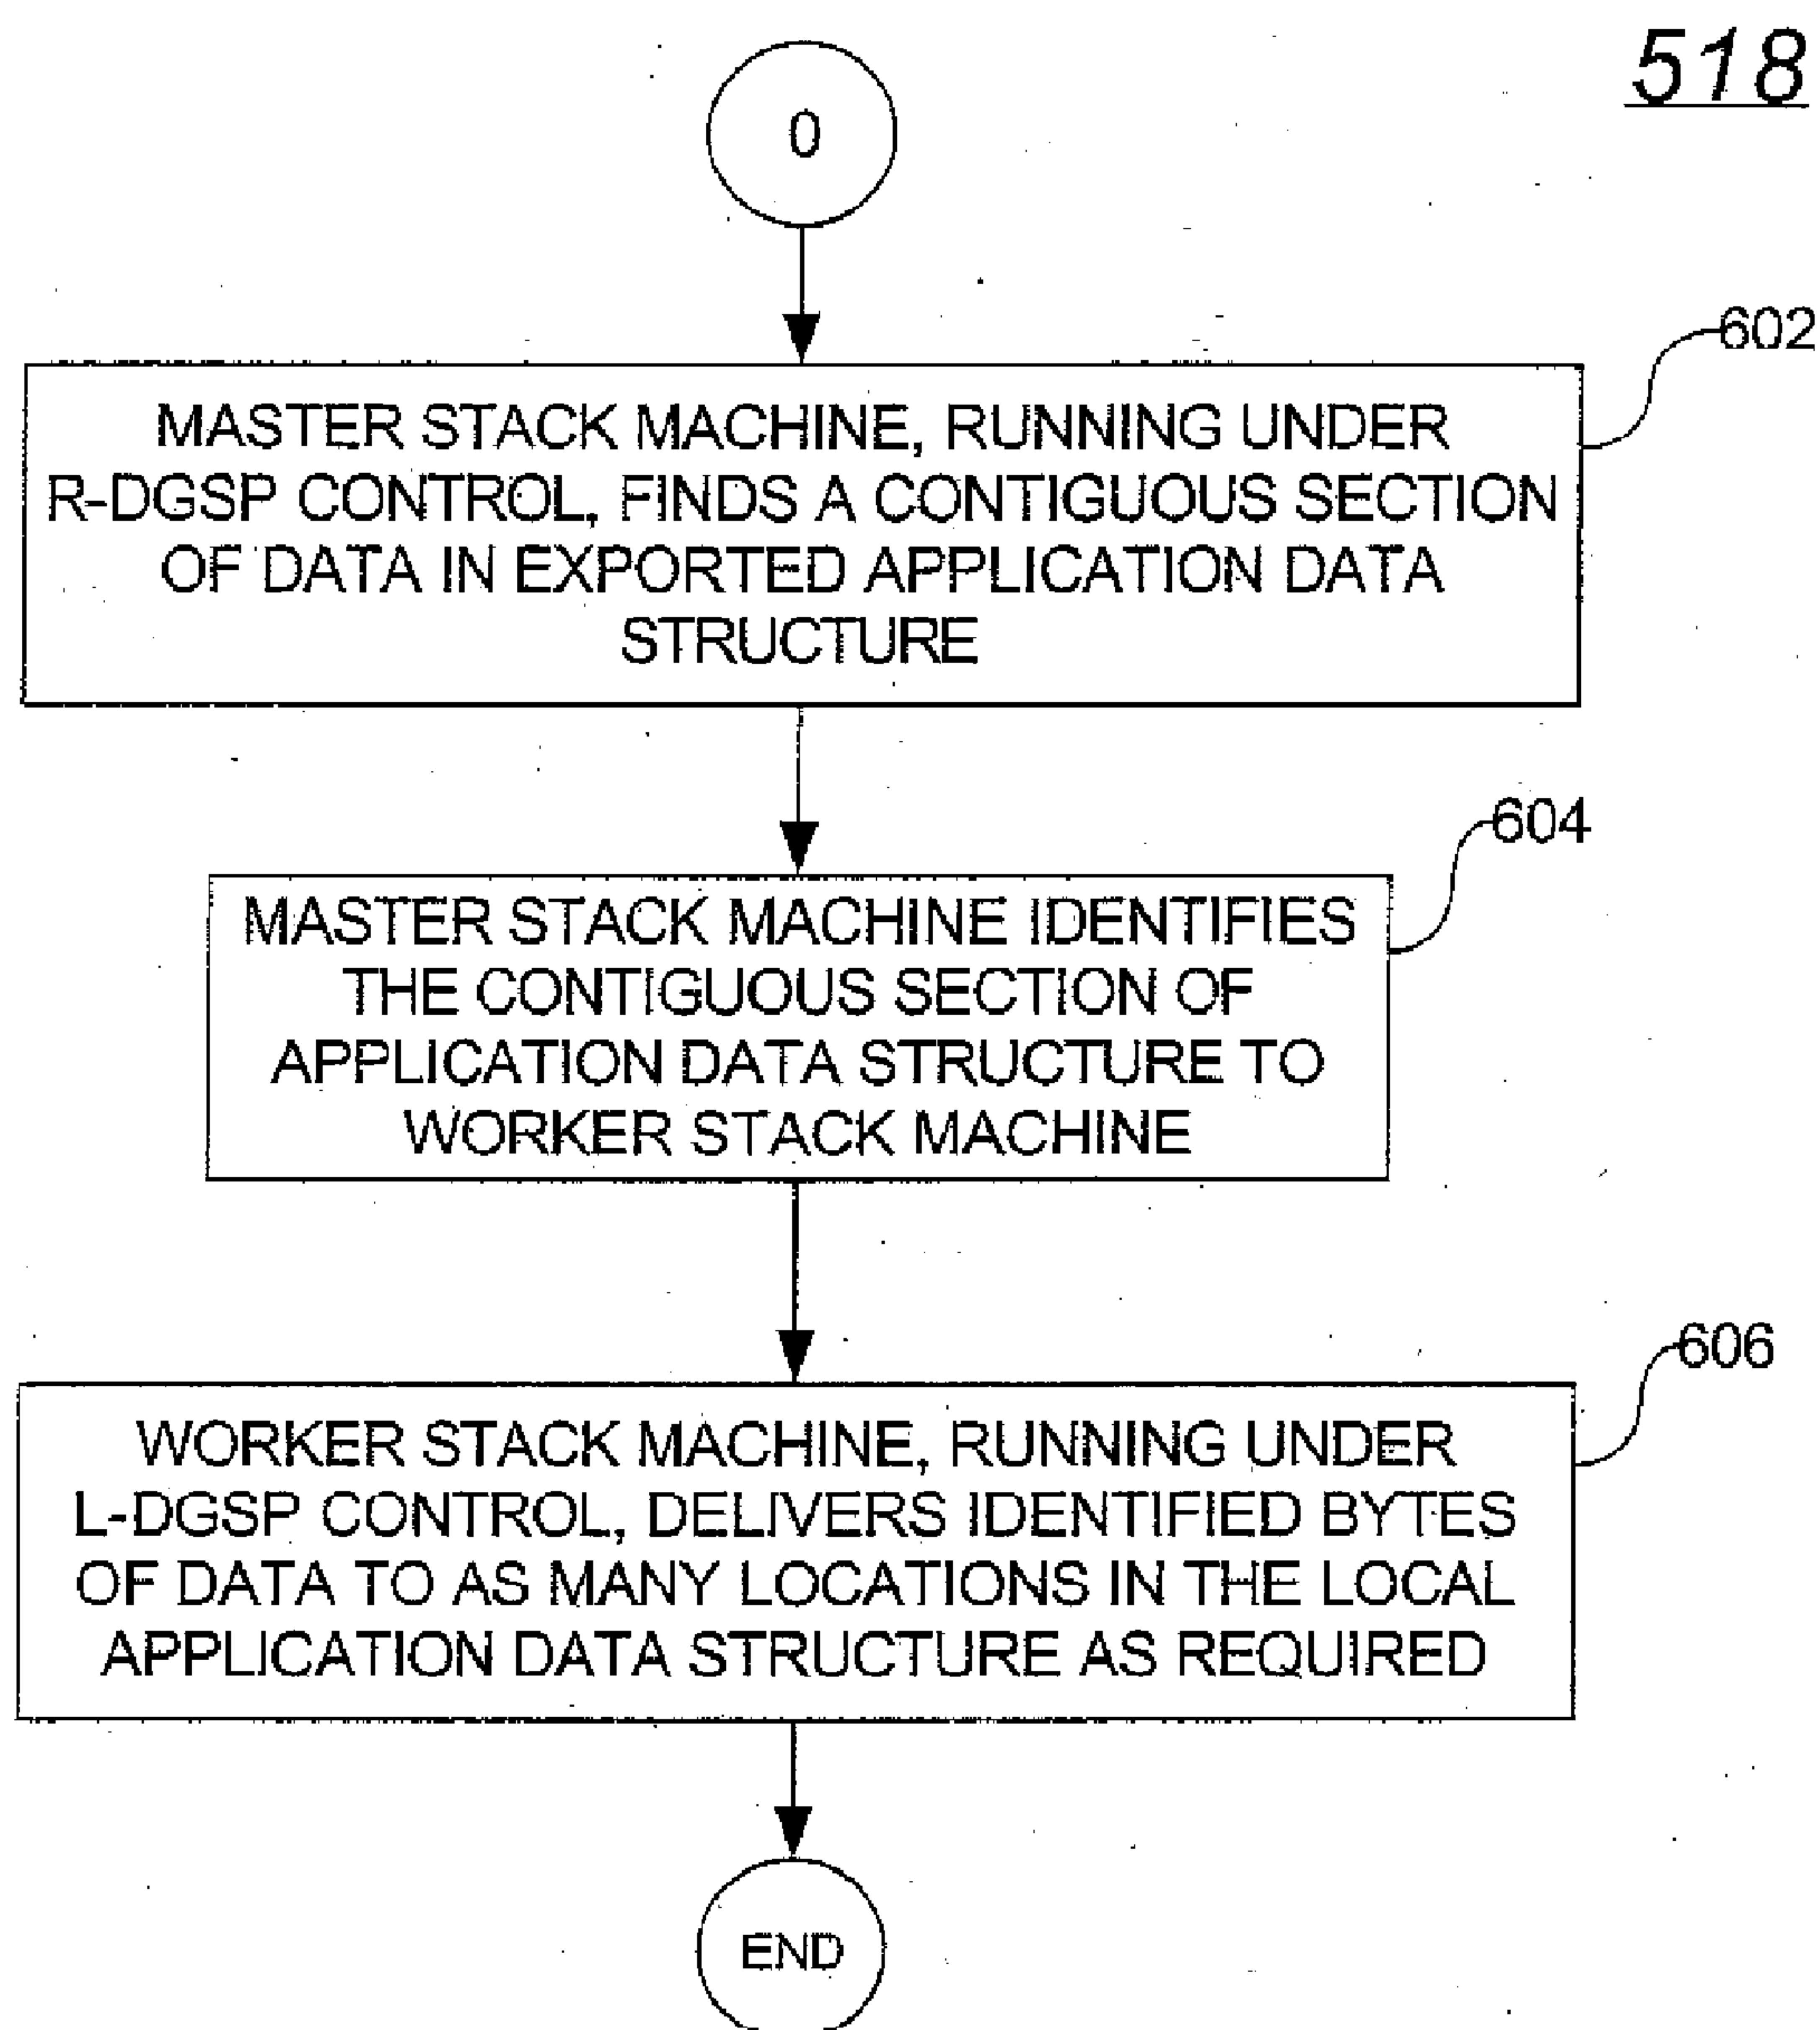 518
0
602
MASTER STACK MACHINE, RUNNING UNDER
R-DGSP CONTROL, FINDS A CONTIGUOUS SECTION
OF DATA IN EXPORTED APPLICATION DATA
STRUCTURE
604
MASTER STACK MACHINE IDENTIFIES
THE CONTIGUOUS SECTION OF
APPLICATION DATA STRUCTURE TO
WORKER STACK MACHINE
606
WORKER STACK MACHINE, RUNNING UNDER
L-DGSP CONTROL, DELIVERS IDENTIFIED BYTES
OF DATA TO AS MANY LOCATIONS IN THE LOCAL
APPLICATION DATA STRUCTURE AS REQUIRED
END